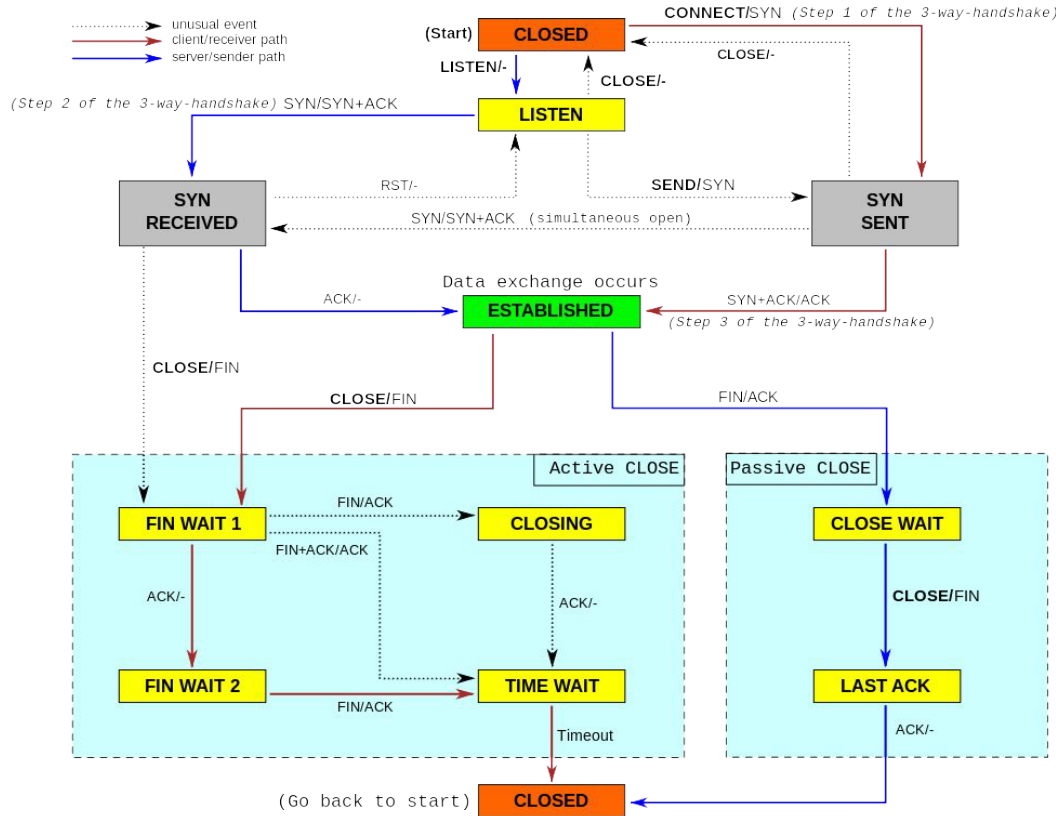 unusual event
client/receiver path
server/sender path
CONNECT/SYN (Step 1 of the 3-way-handshake)
(Start)
CLOSED
CLOSE/-
LISTEN/-
CLOSE/-
(Step 2 of the 3-way-handshake) SYN/SYN+ACK
LISTEN
RST/-
SEND/SYN
SYN
RECEIVED
SYN
SENT
SYN/SYN+ACK (simultaneous open)
Data exchange occurs
ACK/-
ESTABLISHED
SYN+ACK/ACK
(Step 3 of the 3-way-handshake)
CLOSE/FIN
CLOSE/FIN
FIN/ACK
Active CLOSE
Passive CLOSE
FIN WAIT 1
FIN/ACK
CLOSING
CLOSE WAIT
FIN+ACK/ACK
ACK/-
ACK/-
CLOSE/FIN
FIN WAIT 2
FIN/ACK
TIME WAIT
LAST ACK
Timeout
ACK/-
(Go back to start)
CLOSED